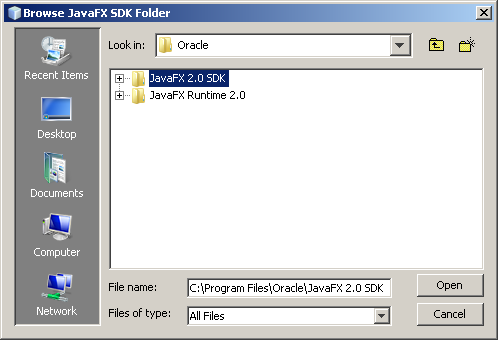 Browse JavaFX SDK Folder
Look in: Oracle
Recent Items
Desktop
Documents
Computer
Network
JavaFX 2.0 SDK
JavaFX Runtime 2.0
File name: C:\Program Files\Oracle\JavaFX 2.0 SDK
Open
Files of type: All Files
Cancel